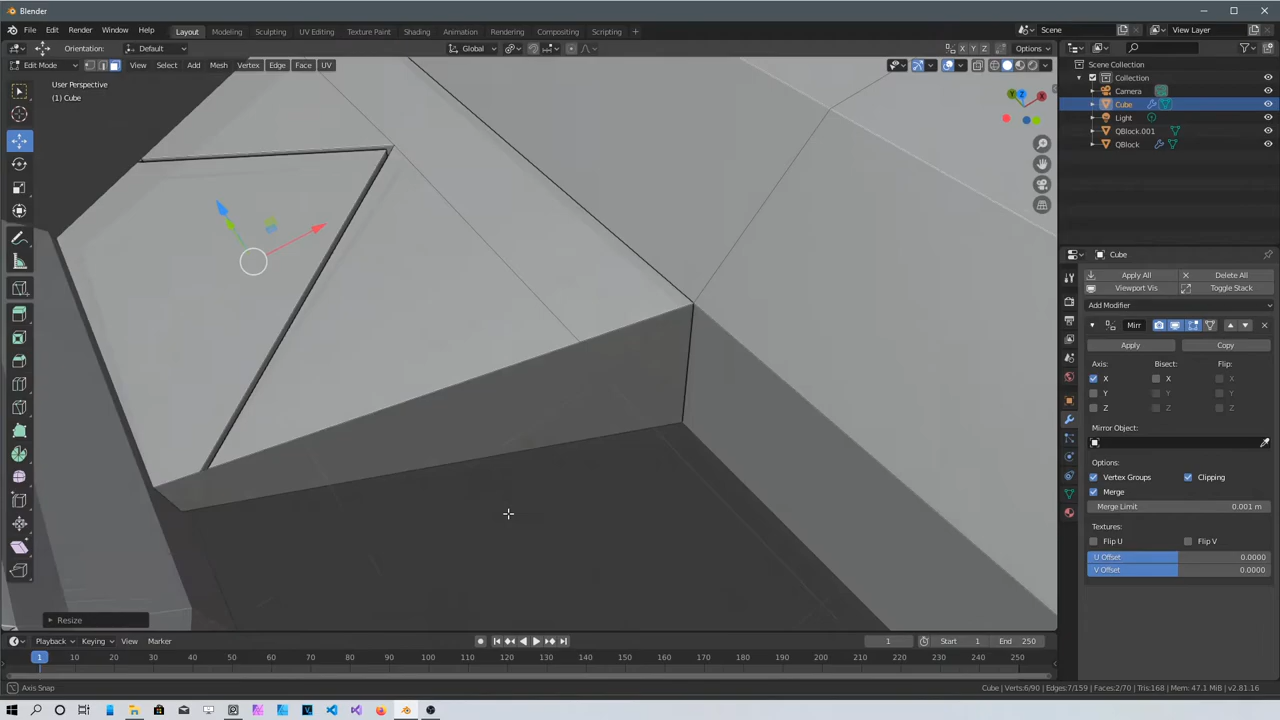 Blender
File Edit Render Window Help Layout Modeling Sculpting UV Editing Texture Paint Shading Animation Rendering Compositing Scripting Scene View Layer
Orientation: Default Global X Y Z Options
Edit Mode View Select Add Mesh Vertex Edge Face UV
User Perspective
(1) Cube
Y Z X
Scene Collection
Collection
Camera
Cube
Light
QBlock.001
QBlock
Cube
Apply All Delete All
Viewport Vis Toggle Stack
Add Modifier
Mirr
Apply Copy
Axis: Bisect: Flip:
X X X
Y Y Y
Z Z Z
Mirror Object:
Options:
Vertex Groups Clipping
Merge
Merge Limit 0.001 m
Textures:
Flip U Flip V
U Offset 0.0000
V Offset 0.0000
Resize
Playback Keying View Marker 1 Start 1 End 250
1 10 20 30 40 50 60 70 80 90 100 110 120 130 140 150 160 170 180 190 200 210 220 230 240 250
Axis Snap
Cube | Verts:6/90 | Edges:7/159 | Faces:2/70 | Tris:168 | Mem: 47.1 MiB | v2.81.16